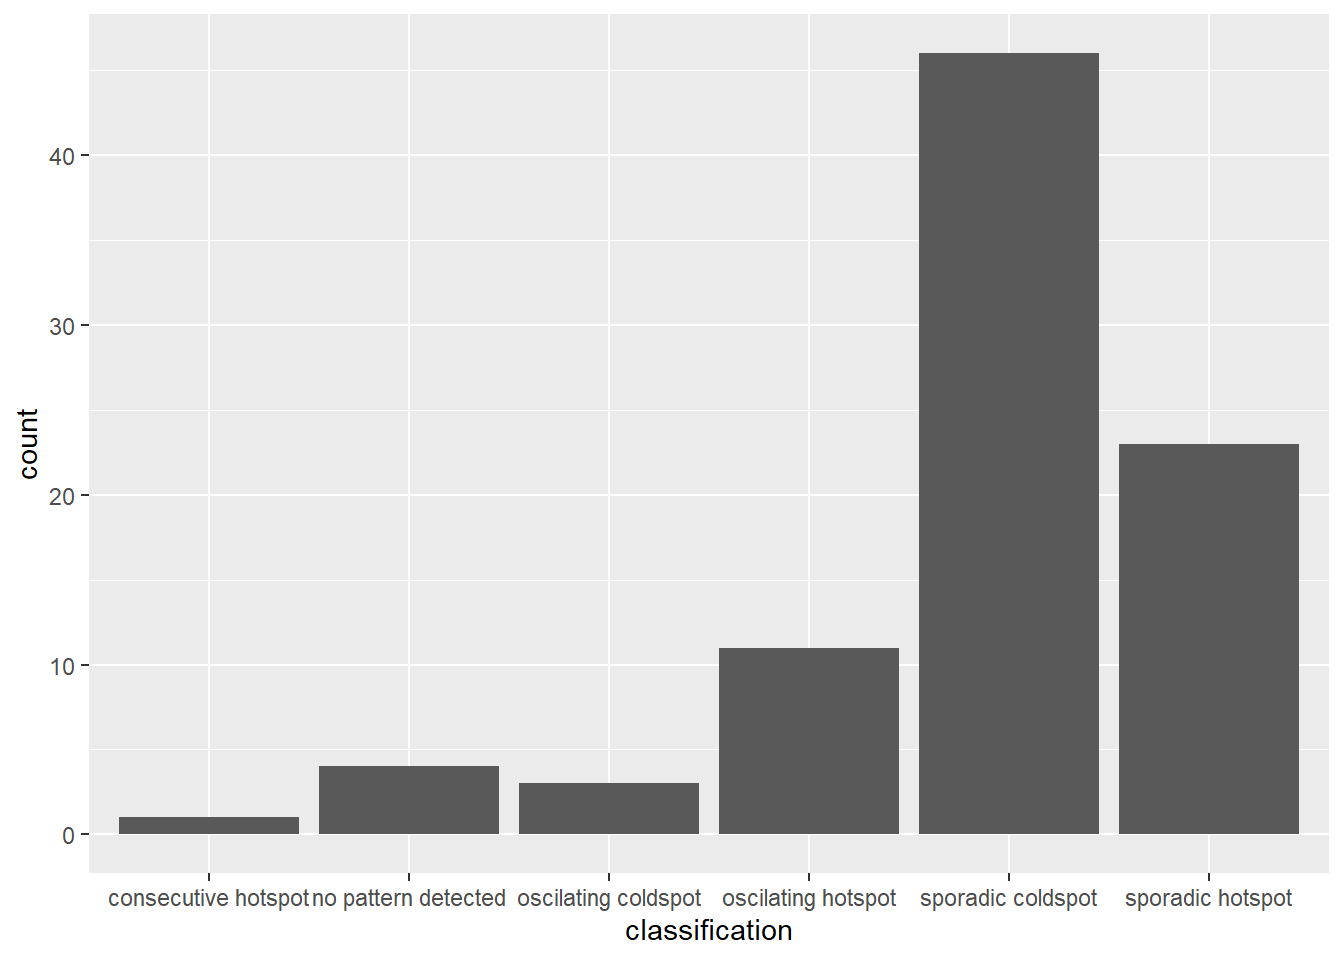 count
40
30
20
10
0
consecutive hotspot no pattern detected oscilating coldspot oscilating hotspot sporadic coldspot sporadic hotspot
classification